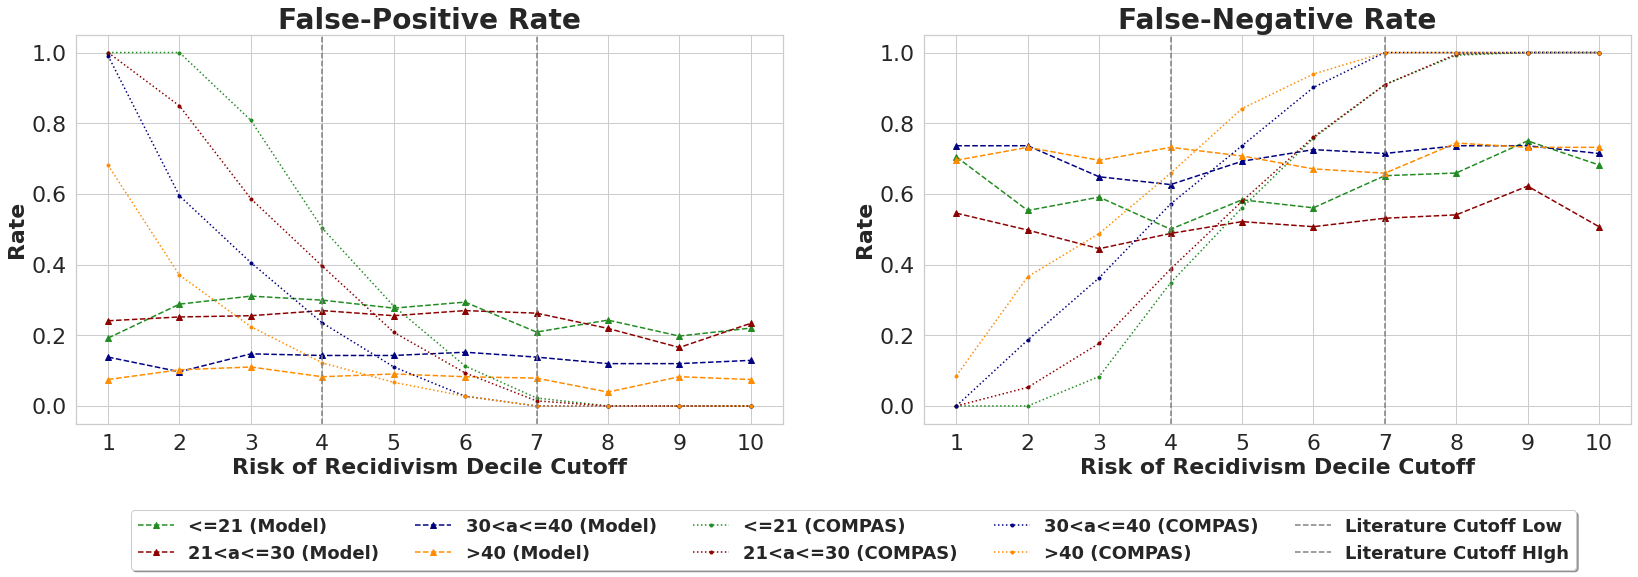 False-Positive Rate
1.0
0.8
0.6
0.4
0.2
0.0
Rate
1 2 3 4 5 6 7 8 9 10
Risk of Recidivism Decile Cutoff
False-Negative Rate
1.0
0.8
0.6
0.4
0.2
0.0
Rate
1 2 3 4 5 6 7 8 9 10
Risk of Recidivism Decile Cutoff
<=21 (Model)
21<a<=30 (Model)
30<a<=40 (Model)
>40 (Model)
<=21 (COMPAS)
21<a<=30 (COMPAS)
30<a<=40 (COMPAS)
>40 (COMPAS)
Literature Cutoff Low
Literature Cutoff HIgh